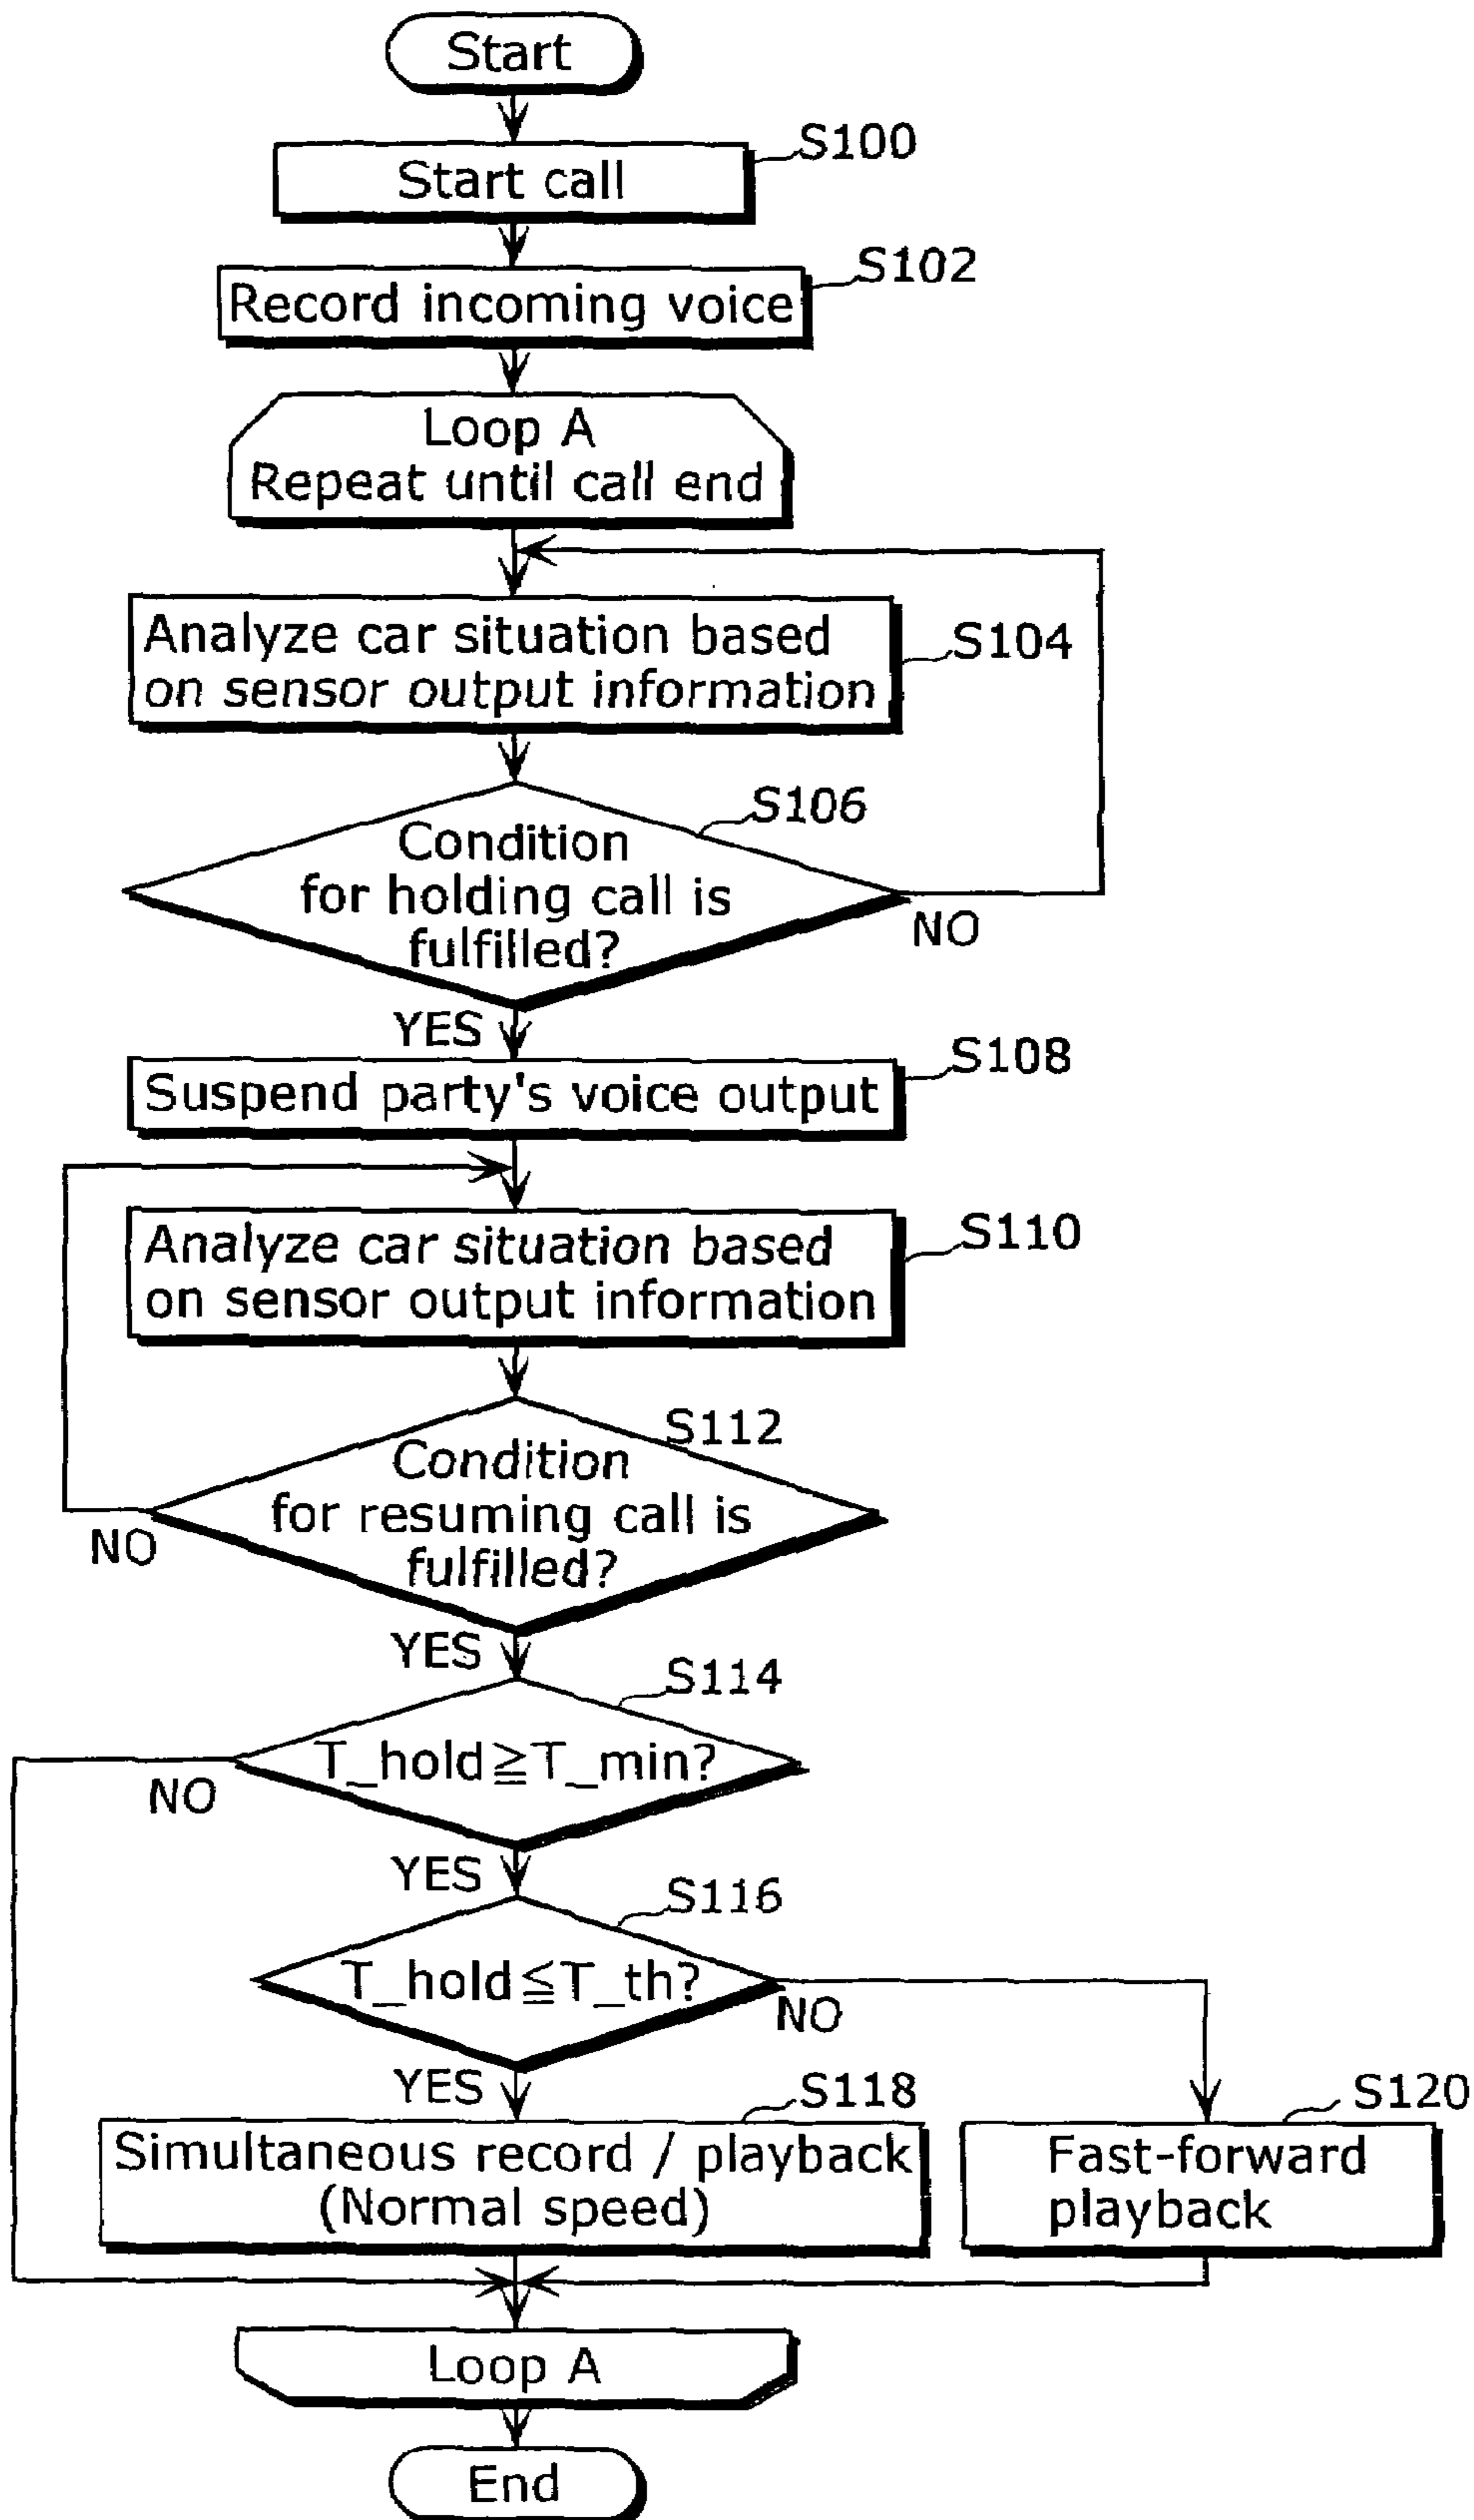 Start
S100
Start call
S102
Record incoming voice
Loop A
Repeat until call end
Analyze car situation based
on sensor output information
S104
S106
Condition
for holding call is
fulfilled?
NO
YES
S108
Suspend party's voice output
S110
Analyze car situation based
on sensor output information
S112
Condition
for resuming call is
fulfilled?
NO
YES
S114
T_hold≧T_min?
NO
YES
S116
T_hold≦T_th?
NO
YES
S118
S120
Simultaneous record / playback
(Normal speed)
Fast-forward
playback
Loop A
End